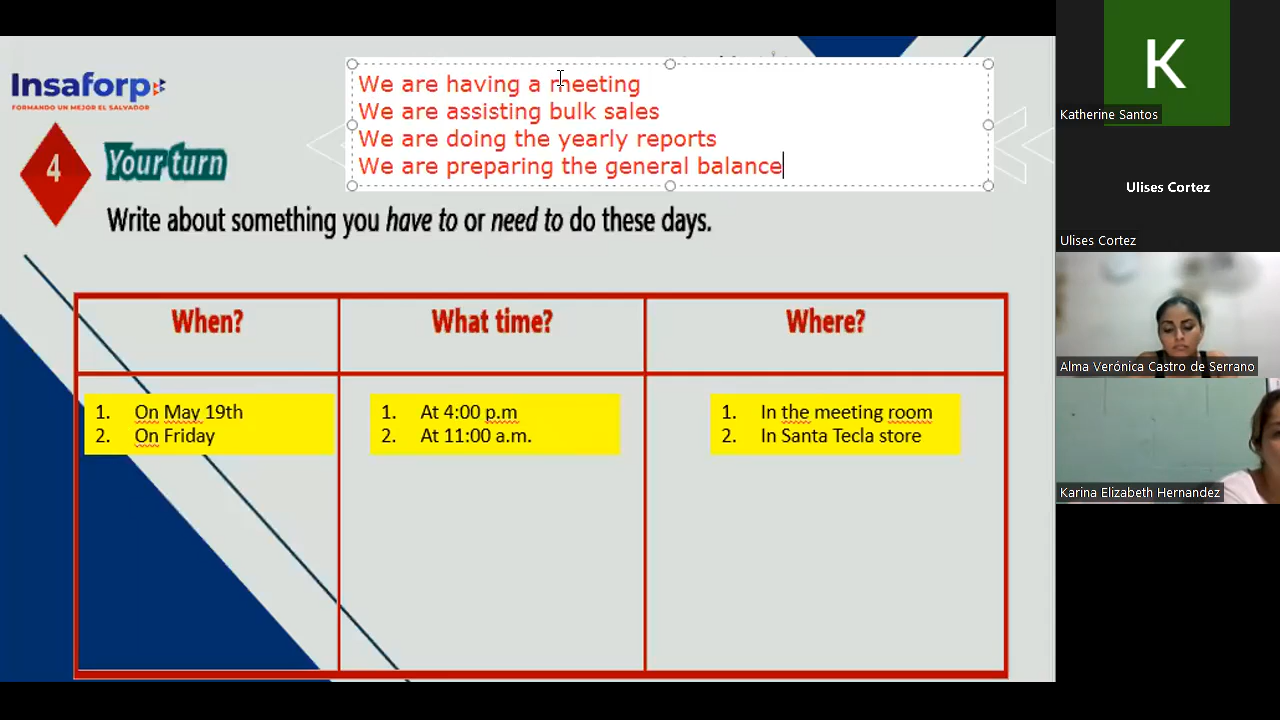 Insaforp
FORMANDO UN MEJOR EL SALVADOR
We are having a meeting
We are assisting bulk sales
We are doing the yearly reports
We are preparing the general balance
4
Your turn
Write about something you have to or need to do these days.
When?
What time?
Where?
1. On May 19th
2. On Friday
1. At 4:00 p.m
2. At 11:00 a.m.
1. In the meeting room
2. In Santa Tecla store
K
Katherine Santos
Ulises Cortez
Ulises Cortez
Alma Verónica Castro de Serrano
Karina Elizabeth Hernandez